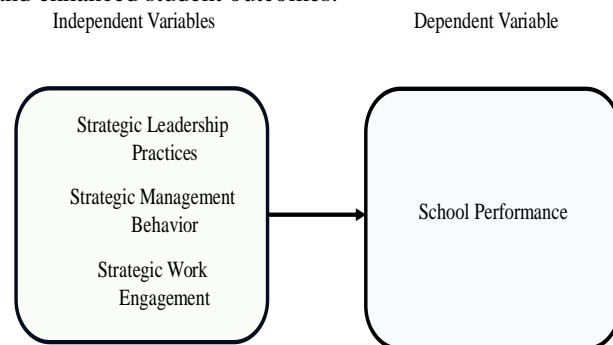 and enhanced student outcomes.
Independent Variables
Dependent Variable
Strategic Leadership
Practices
Strategic Management
Behavior
School Performance
Strategic Work
Engagement